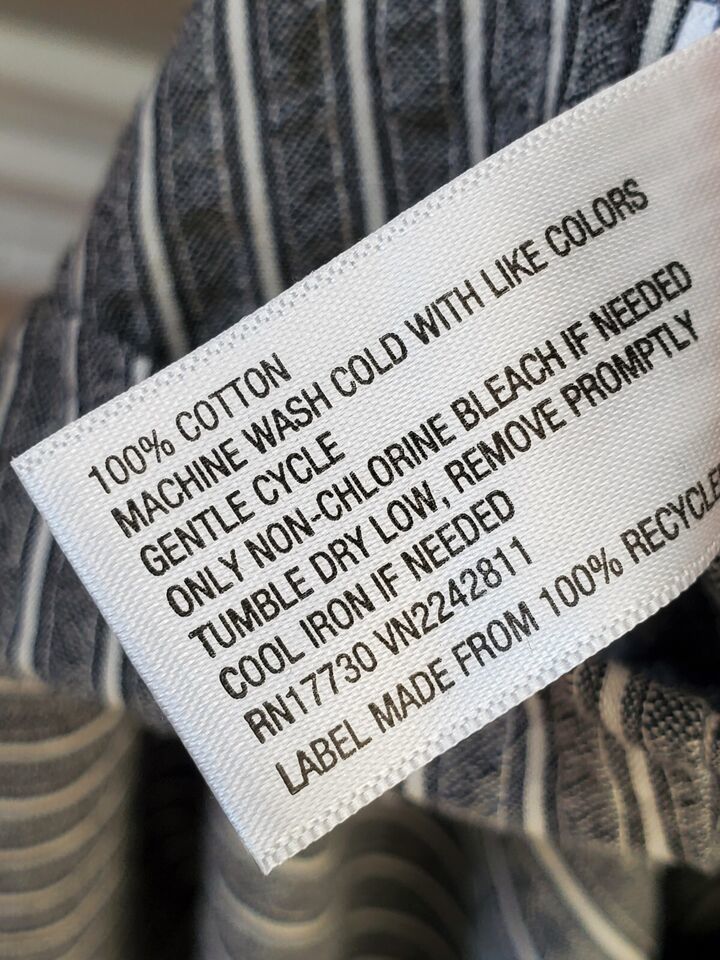 100% COTTON
MACHINE WASH COLD WITH LIKE COLORS
GENTLE CYCLE
ONLY NON-CHLORINE BLEACH IF NEEDED
TUMBLE DRY LOW, REMOVE PROMPTLY
COOL IRON IF NEEDED
RN17730 VN2242811
LABEL MADE FROM 100%